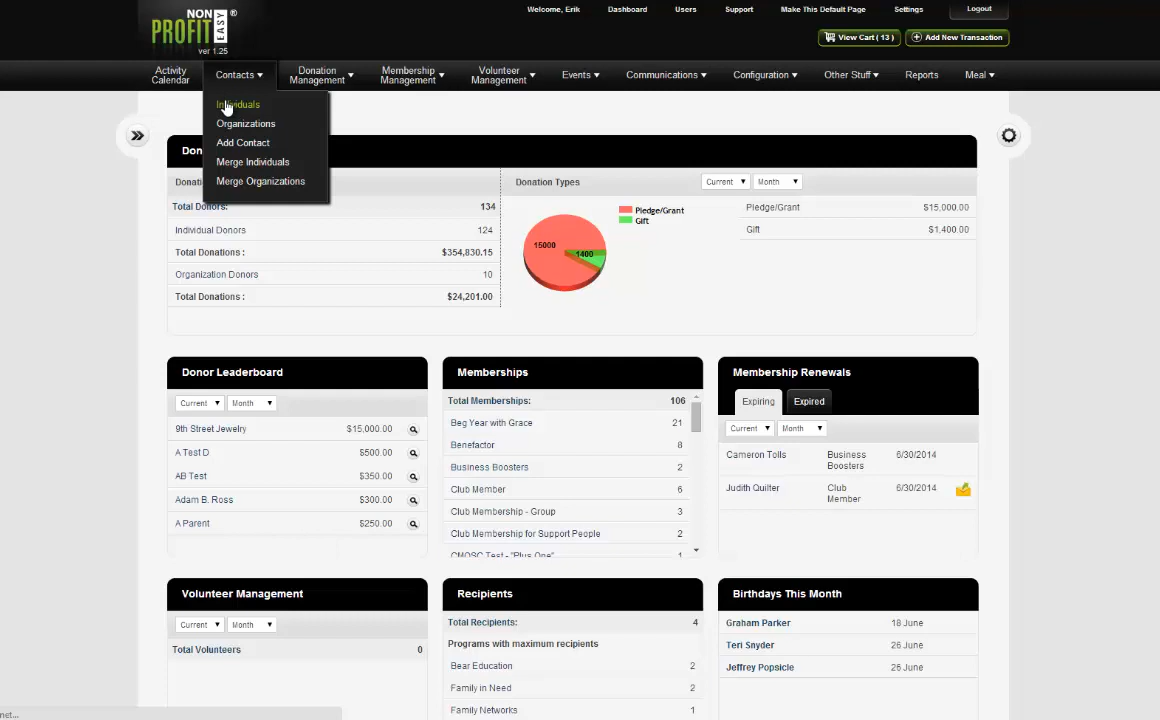 Welcome, Erik Dashboard Users Support Make This Default Page Settings Logout
NON PROFIT EASY ®
ver 1.25
View Cart ( 13 ) Add New Transaction
Activity Calendar Contacts Donation Management Membership Management Volunteer Management Events Communications Configuration Other Stuff Reports Meal
Individuals
Organizations
Add Contact
Merge Individuals
Merge Organizations
Total Donors: 134
Individual Donors 124
Total Donations : $354,830.15
Organization Donors 10
Total Donations : $24,201.00
Donation Types Current Month
Pledge/Grant
Gift
15000
1400
Pledge/Grant $15,000.00
Gift $1,400.00
Donor Leaderboard
Current Month
9th Street Jewelry $15,000.00
A Test D $500.00
AB Test $350.00
Adam B. Ross $300.00
A Parent $250.00
Memberships
Total Memberships: 106
Beg Year with Grace 21
Benefactor 8
Business Boosters 2
Club Member 6
Club Membership - Group 3
Club Membership for Support People 2
CMOSC Test - "Plus One" 1
Membership Renewals
Expiring Expired
Current Month
Cameron Tolls Business Boosters 6/30/2014
Judith Quilter Club Member 6/30/2014
Volunteer Management
Current Month
Total Volunteers 0
Recipients
Total Recipients: 4
Programs with maximum recipients
Bear Education 2
Family in Need 2
Family Networks 1
Birthdays This Month
Graham Parker 18 June
Teri Snyder 26 June
Jeffrey Popsicle 26 June
net...